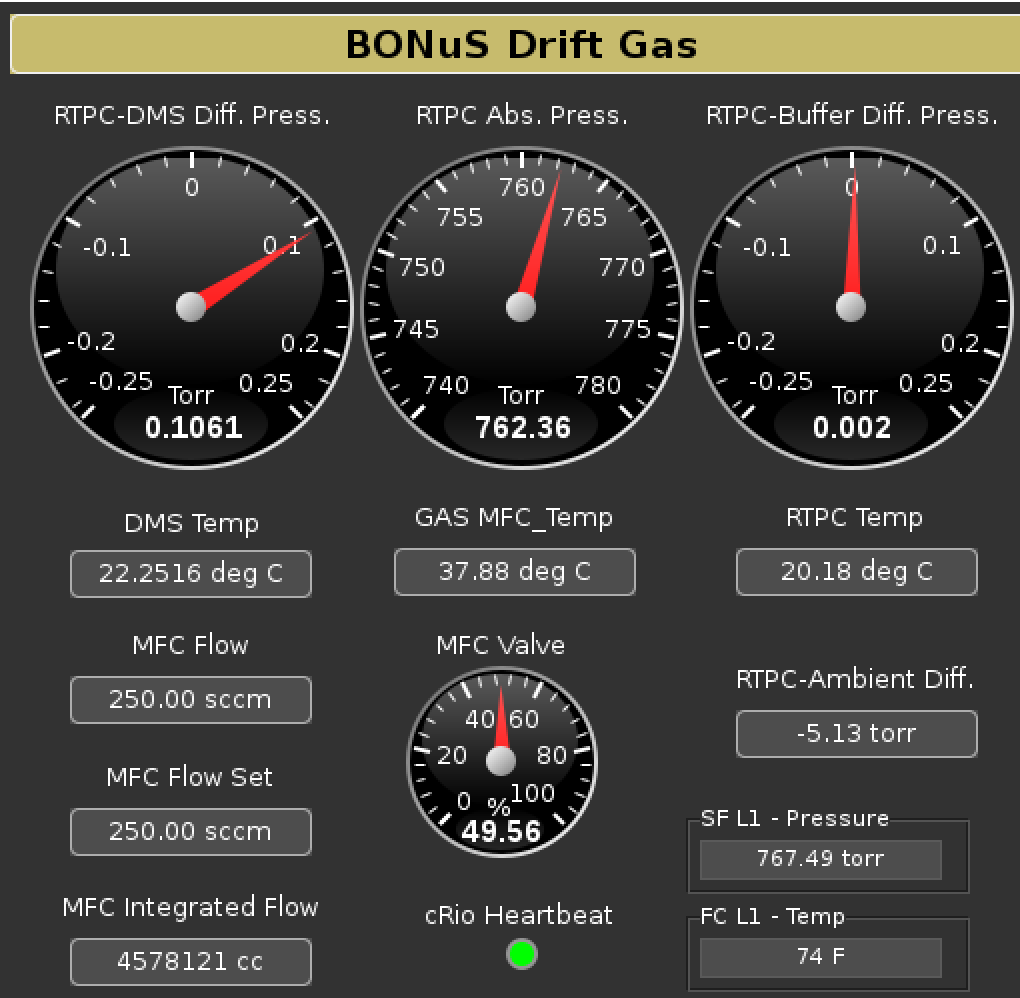 BONuS Drift Gas
RTPC-DMS Diff. Press.
0
-0.1
0.1
-0.2
0.2
-0.25
0.25
Torr
0.1061
RTPC Abs. Press.
760
755
765
750
770
745
775
740
780
Torr
762.36
RTPC-Buffer Diff. Press.
0
-0.1
0.1
-0.2
0.2
-0.25
0.25
Torr
0.002
DMS Temp
22.2516 deg C
GAS MFC_Temp
37.88 deg C
RTPC Temp
20.18 deg C
MFC Flow
250.00 sccm
MFC Flow Set
250.00 sccm
MFC Integrated Flow
4578121 cc
MFC Valve
40 60
20 80
0 100
%
49.56
cRio Heartbeat
RTPC-Ambient Diff.
-5.13 torr
SF L1 - Pressure
767.49 torr
FC L1 - Temp
74 F